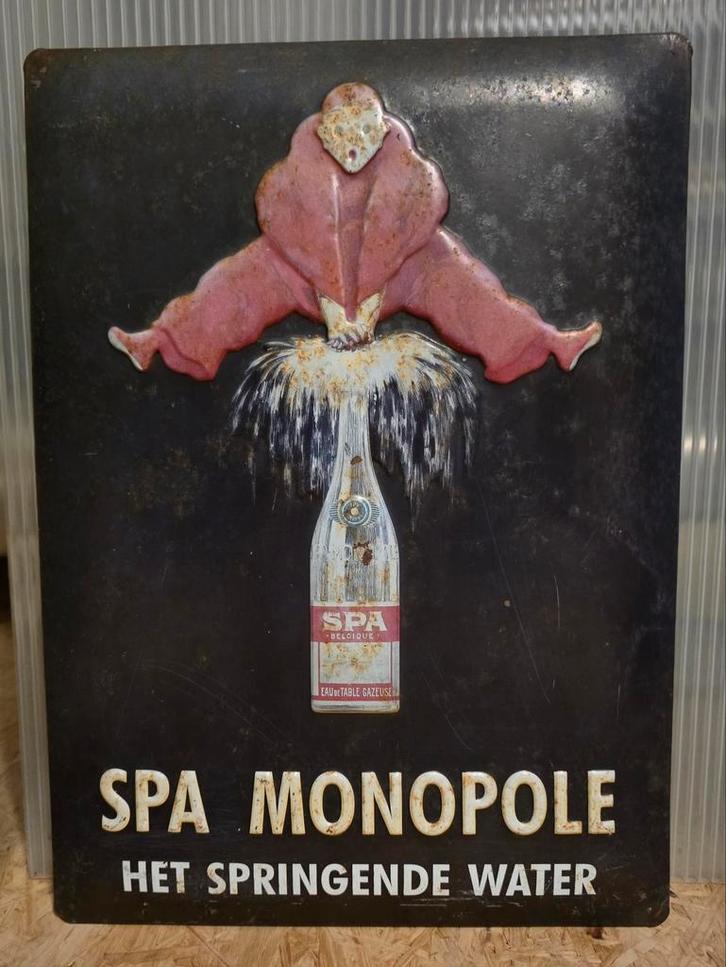 SPA
BELGIQUE
EAU DE TABLE GAZEUSE
SPA MONOPOLE
HET SPRINGENDE WATER